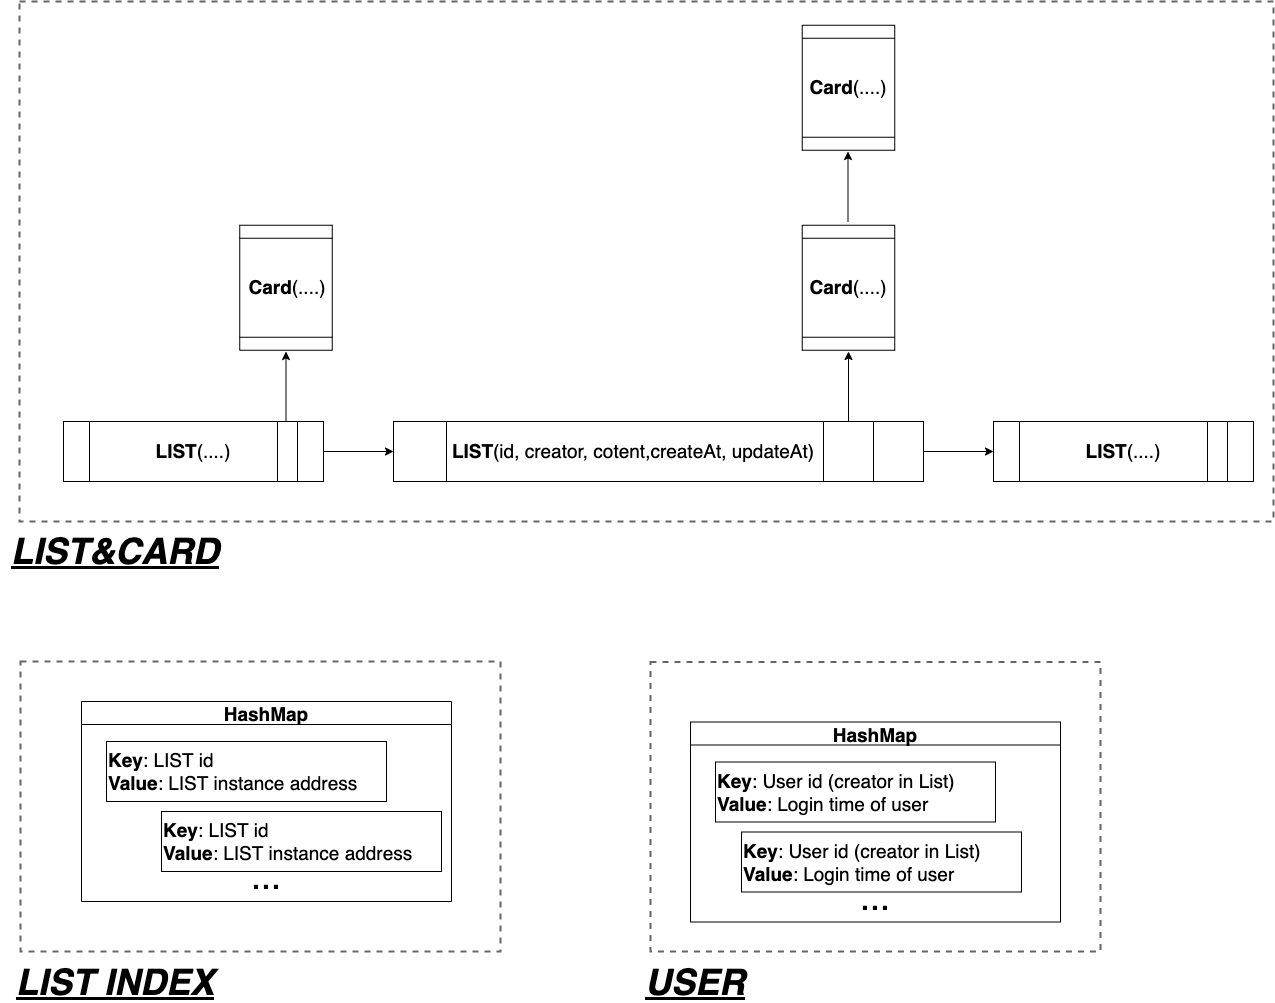 Card(....)
Card(....)
Card(....)
LIST(....)
LIST(id, creator, cotent,createAt, updateAt)
LIST(....)
LIST&CARD
HashMap
Key: LIST id
Value: LIST instance address
Key: LIST id
Value: LIST instance address
...
LIST INDEX
HashMap
Key: User id (creator in List)
Value: Login time of user
Key: User id (creator in List)
Value: Login time of user
...
USER